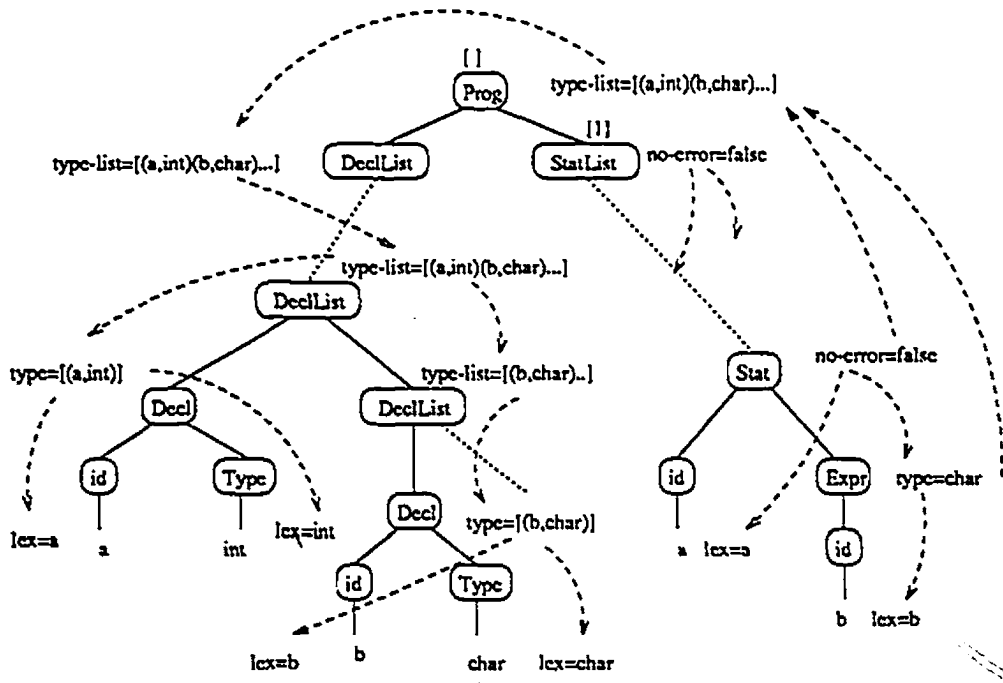 [ ]
Prog
type-list=[(a,int)(b,char)...]
[]]
DeclList
StatList
no-error=false
type-list=[(a,int)(b,char)...]
type-list=[(a,int)(b,char)...]
DeclList
type=[(a,int)]
type-list=[(b,char)..]
Stat
no-error=false
Decl
DeclList
id
Type
id
Expr
type=char
lex=a
a
int
lex=int
Decl
type=[(b,char)]
a
lex=a
id
id
Type
b
lex=b
lex=b
b
char
lex=char